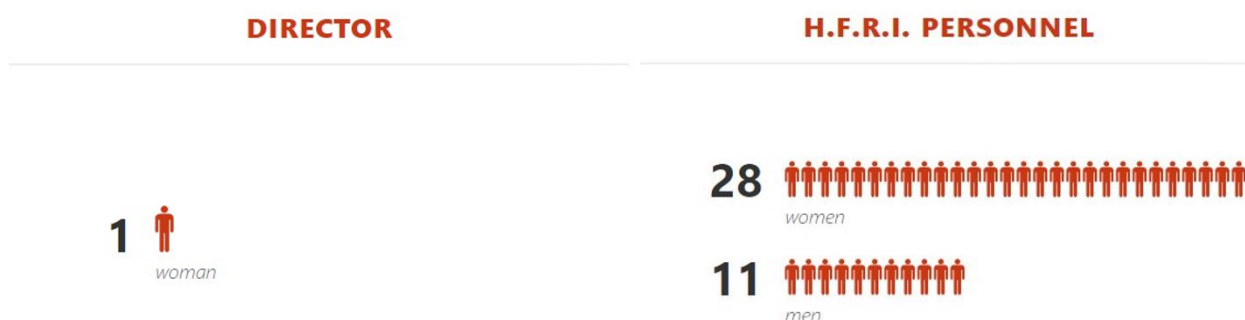 DIRECTOR
1
woman
H.F.R.I. PERSONNEL
28
women
11
men